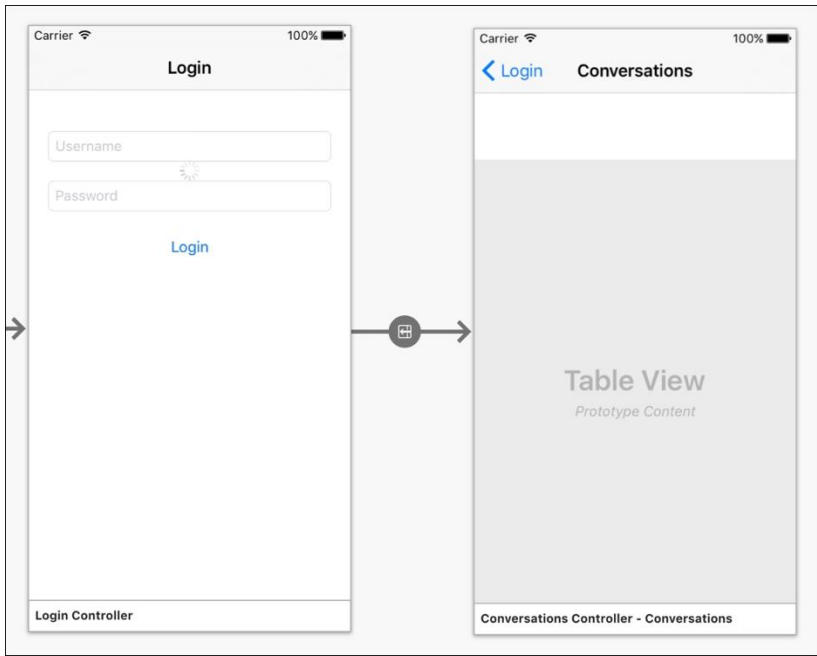 Carrier 100%
Login
Username
Password
Login
Login Controller
Carrier 100%
Login Conversations
Table View
Prototype Content
Conversations Controller - Conversations